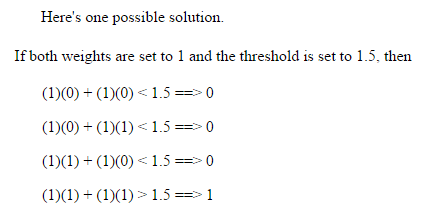 Here's one possible solution.
If both weights are set to 1 and the threshold is set to 1.5, then
(1)(0) + (1)(0) < 1.5 ==> 0
(1)(0) + (1)(1) < 1.5 ==> 0
(1)(1) + (1)(0) < 1.5 ==> 0
(1)(1) + (1)(1) > 1.5 ==> 1